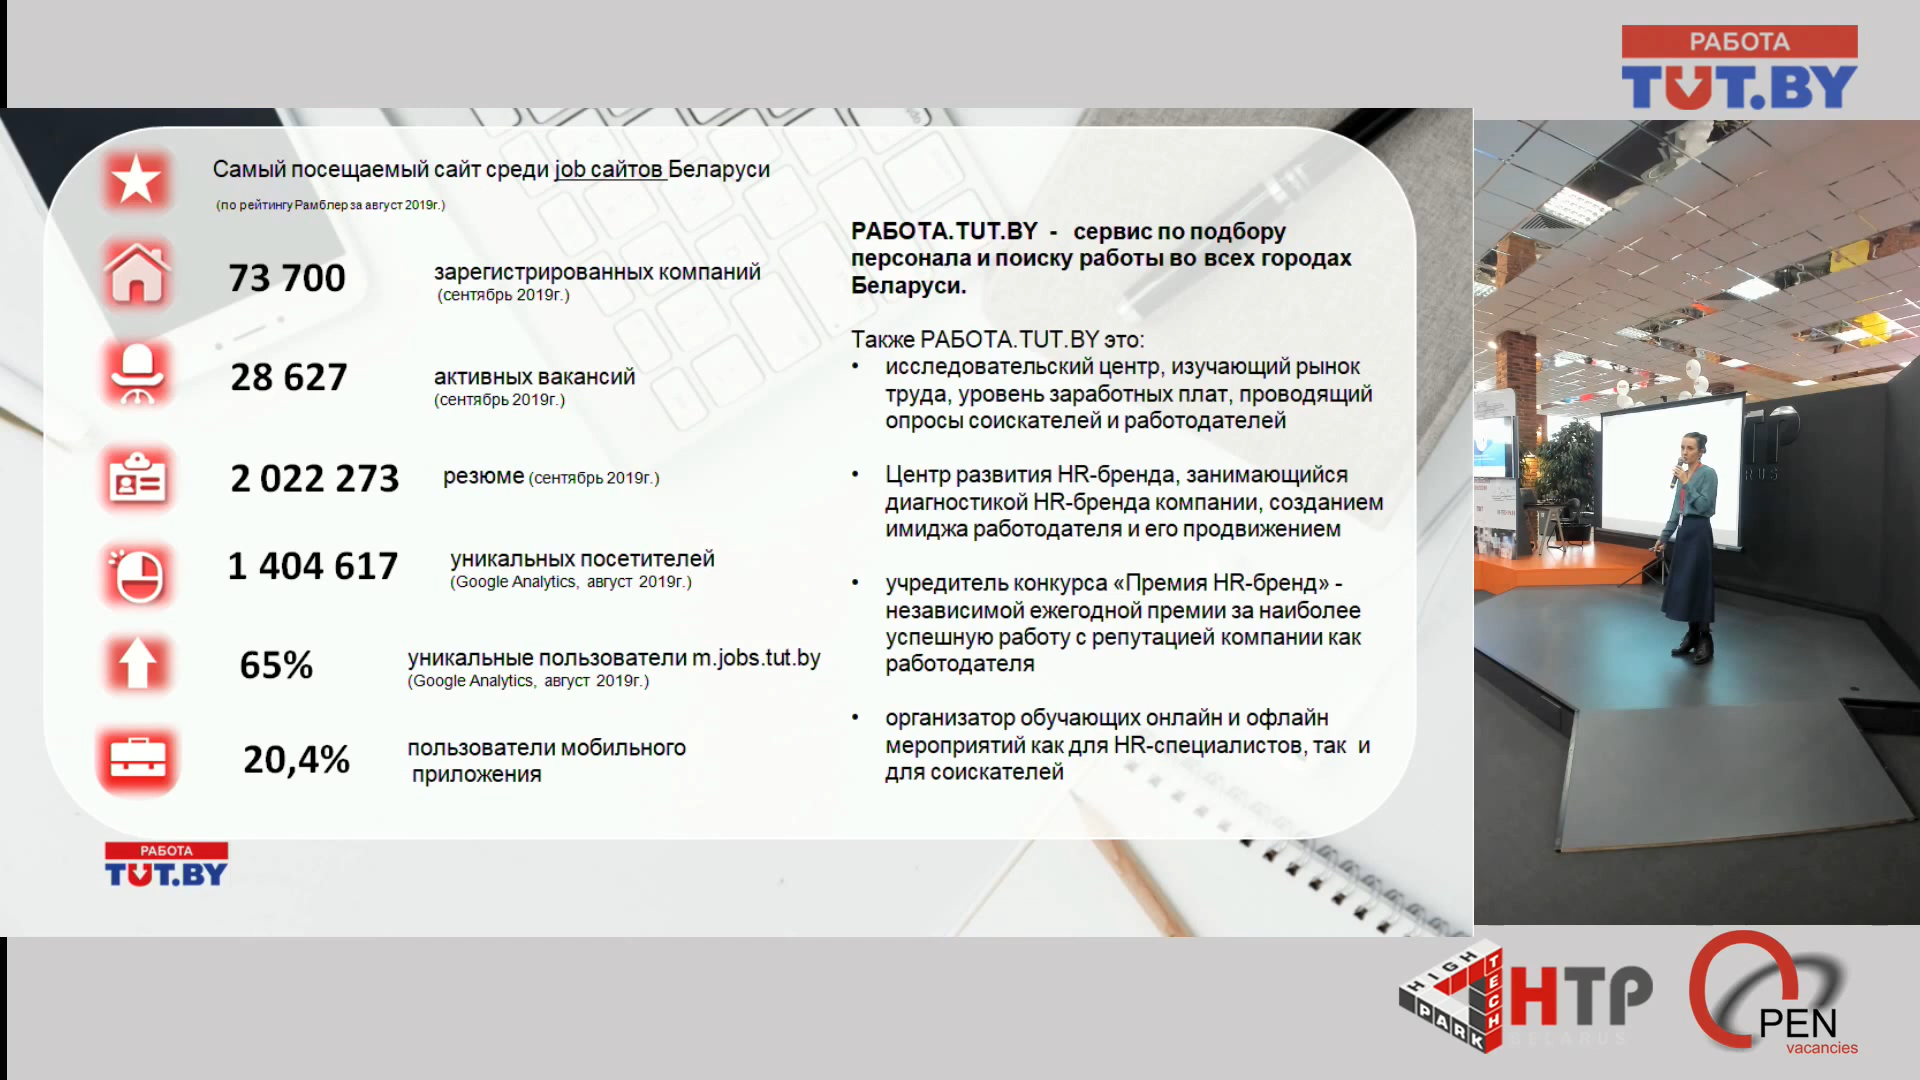 РАБОТА
TUT.BY
Самый посещаемый сайт среди job сайтов Беларуси
(по рейтингу Рамблер за август 2019г.)
73 700 зарегистрированных компаний
(сентябрь 2019г.)
28 627 активных вакансий
(сентябрь 2019г.)
2 022 273 резюме (сентябрь 2019г.)
1 404 617 уникальных посетителей
(Google Analytics, август 2019г.)
65% уникальные пользователи m.jobs.tut.by
(Google Analytics, август 2019г.)
20,4% пользователи мобильного
приложения
РАБОТА.TUT.BY - сервис по подбору
персонала и поиску работы во всех городах
Беларуси.
Также РАБОТА.TUT.BY это:
• исследовательский центр, изучающий рынок
труда, уровень заработных плат, проводящий
опросы соискателей и работодателей
• Центр развития HR-бренда, занимающийся
диагностикой HR-бренда компании, созданием
имиджа работодателя и его продвижением
• учредитель конкурса «Премия HR-бренд» -
независимой ежегодной премии за наиболее
успешную работу с репутацией компании как
работодателя
• организатор обучающих онлайн и офлайн
мероприятий как для HR-специалистов, так и
для соискателей
РАБОТА
TUT.BY
HIGH
TECH
PARK
HTP
BELARUS
OPEN
vacancies